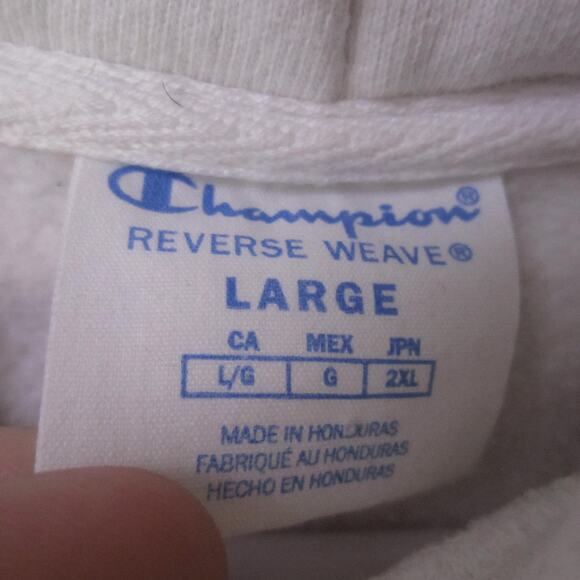 Champion®
REVERSE WEAVE®
LARGE
CA MEX JPN
L/G G 2XL
MADE IN HONDURAS
FABRIQUÉ AU HONDURAS
HECHO EN HONDURAS